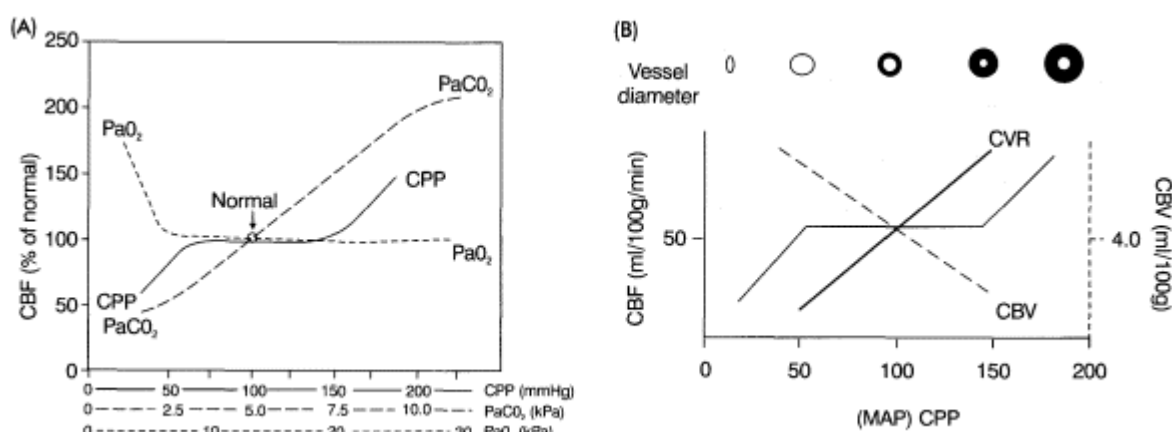 (A)
CBF (% of normal)
250
200
150
100
50
0
Pa0₂
PaC0₂
CPP
Normal
Pa0₂
CPP
PaC0₂
0 50 100 150 200 CPP (mmHg)
0 2.5 5.0 7.5 10.0 PaC0₂ (kPa)
0 10
(B)
Vessel
diameter
CBF (ml/100g/min)
50
CVR
CBV
4.0
CBV (ml/100g)
0 50 100 150 200
(MAP) CPP